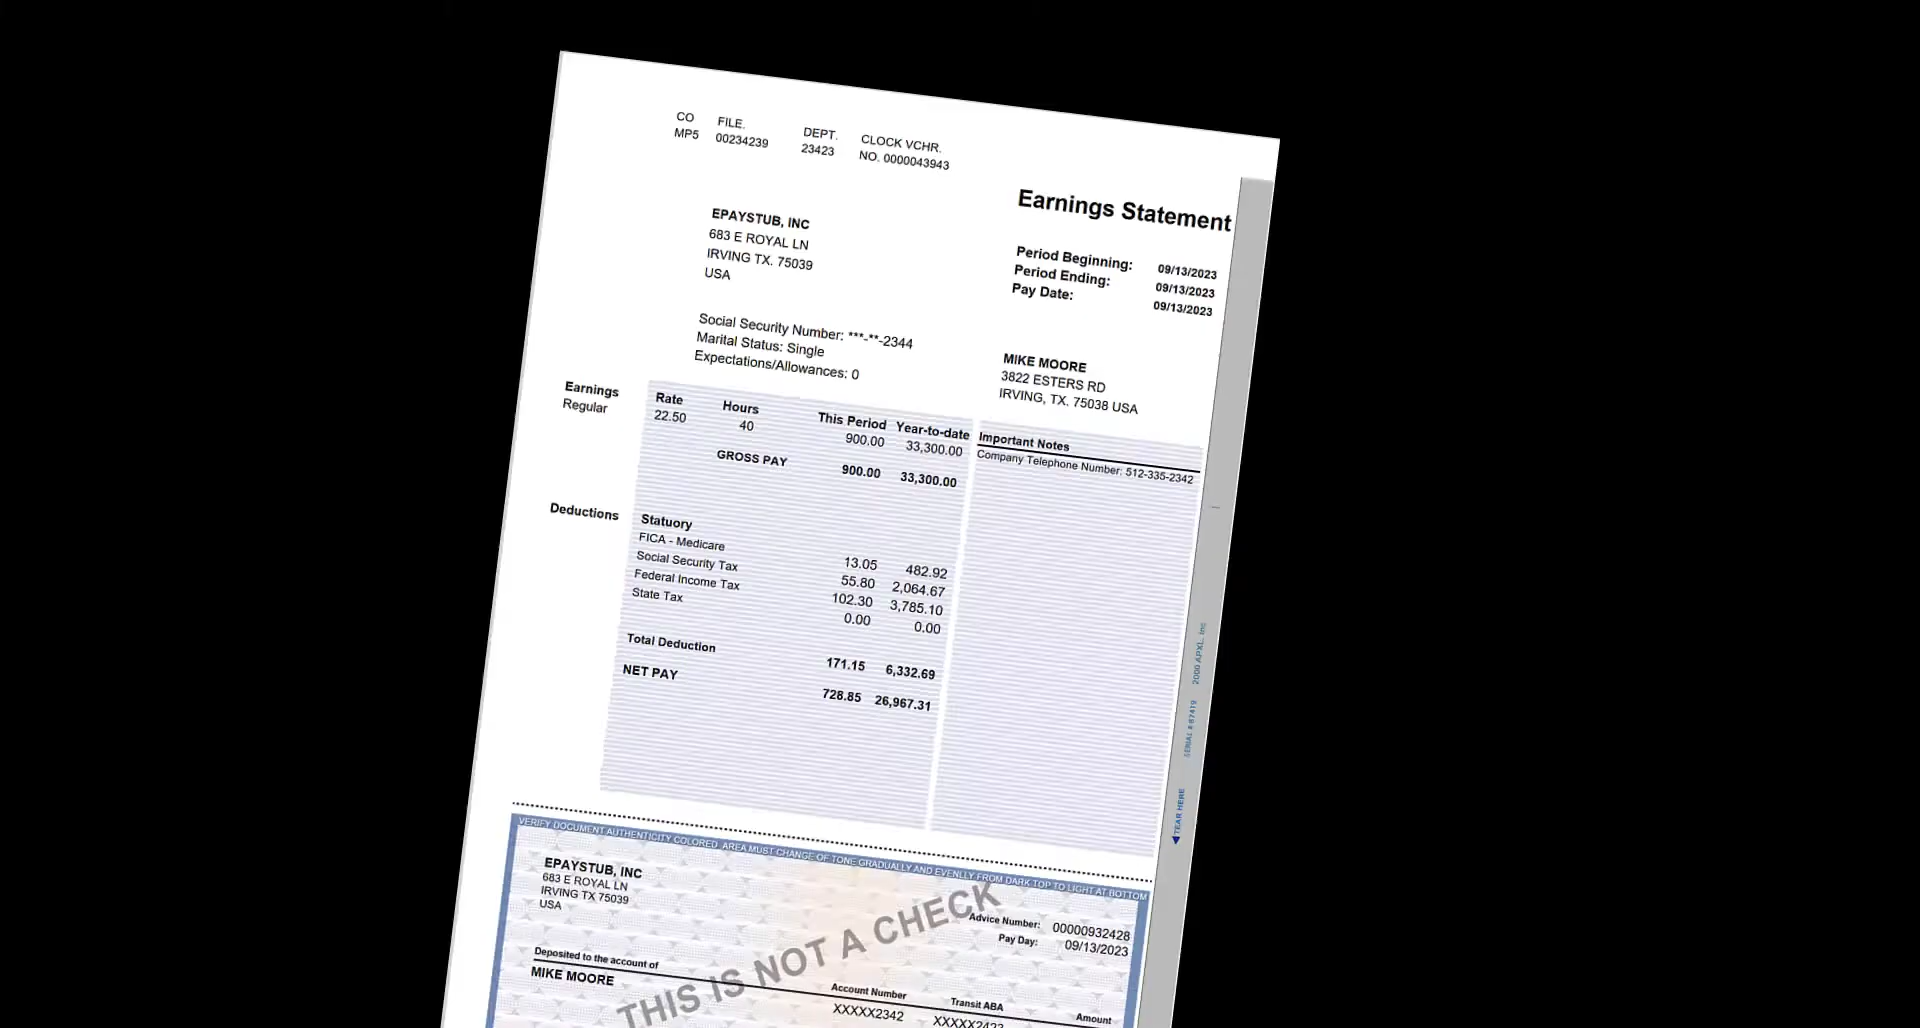 CO FILE. DEPT. CLOCK VCHR.
MP5 00234239 23423 NO. 0000043943
Earnings Statement
EPAYSTUB, INC
683 E ROYAL LN
IRVING TX. 75039
USA
Period Beginning: 09/13/2023
Period Ending: 09/13/2023
Pay Date: 09/13/2023
Social Security Number: ***-**-2344
Marital Status: Single
Expectations/Allowances: 0
MIKE MOORE
3822 ESTERS RD
IRVING, TX. 75038 USA
Earnings Rate Hours This Period Year-to-date
Regular 22.50 40 900.00 33,300.00
GROSS PAY 900.00 33,300.00
Important Notes
Company Telephone Number: 512-335-2342
Deductions Statuory
FICA - Medicare 13.05 482.92
Social Security Tax 55.80 2,064.67
Federal Income Tax 102.30 3,785.10
State Tax 0.00 0.00
Total Deduction 171.15 6,332.69
NET PAY 728.85 26,967.31
2000 APXL. Inc
SERIAL # 87419
TEAR HERE
VERIFY DOCUMENT AUTHENTICITY COLORED AREA MUST CHANGE OF TONE GRADUALLY AND EVENLLY FROM DARK TOP TO LIGHT AT BOTTOM
EPAYSTUB, INC
683 E ROYAL LN
IRVING TX 75039
USA
Advice Number: 00000932428
Pay Day: 09/13/2023
THIS IS NOT A CHECK
Deposited to the account of Account Number Transit ABA Amount
MIKE MOORE XXXXX2342